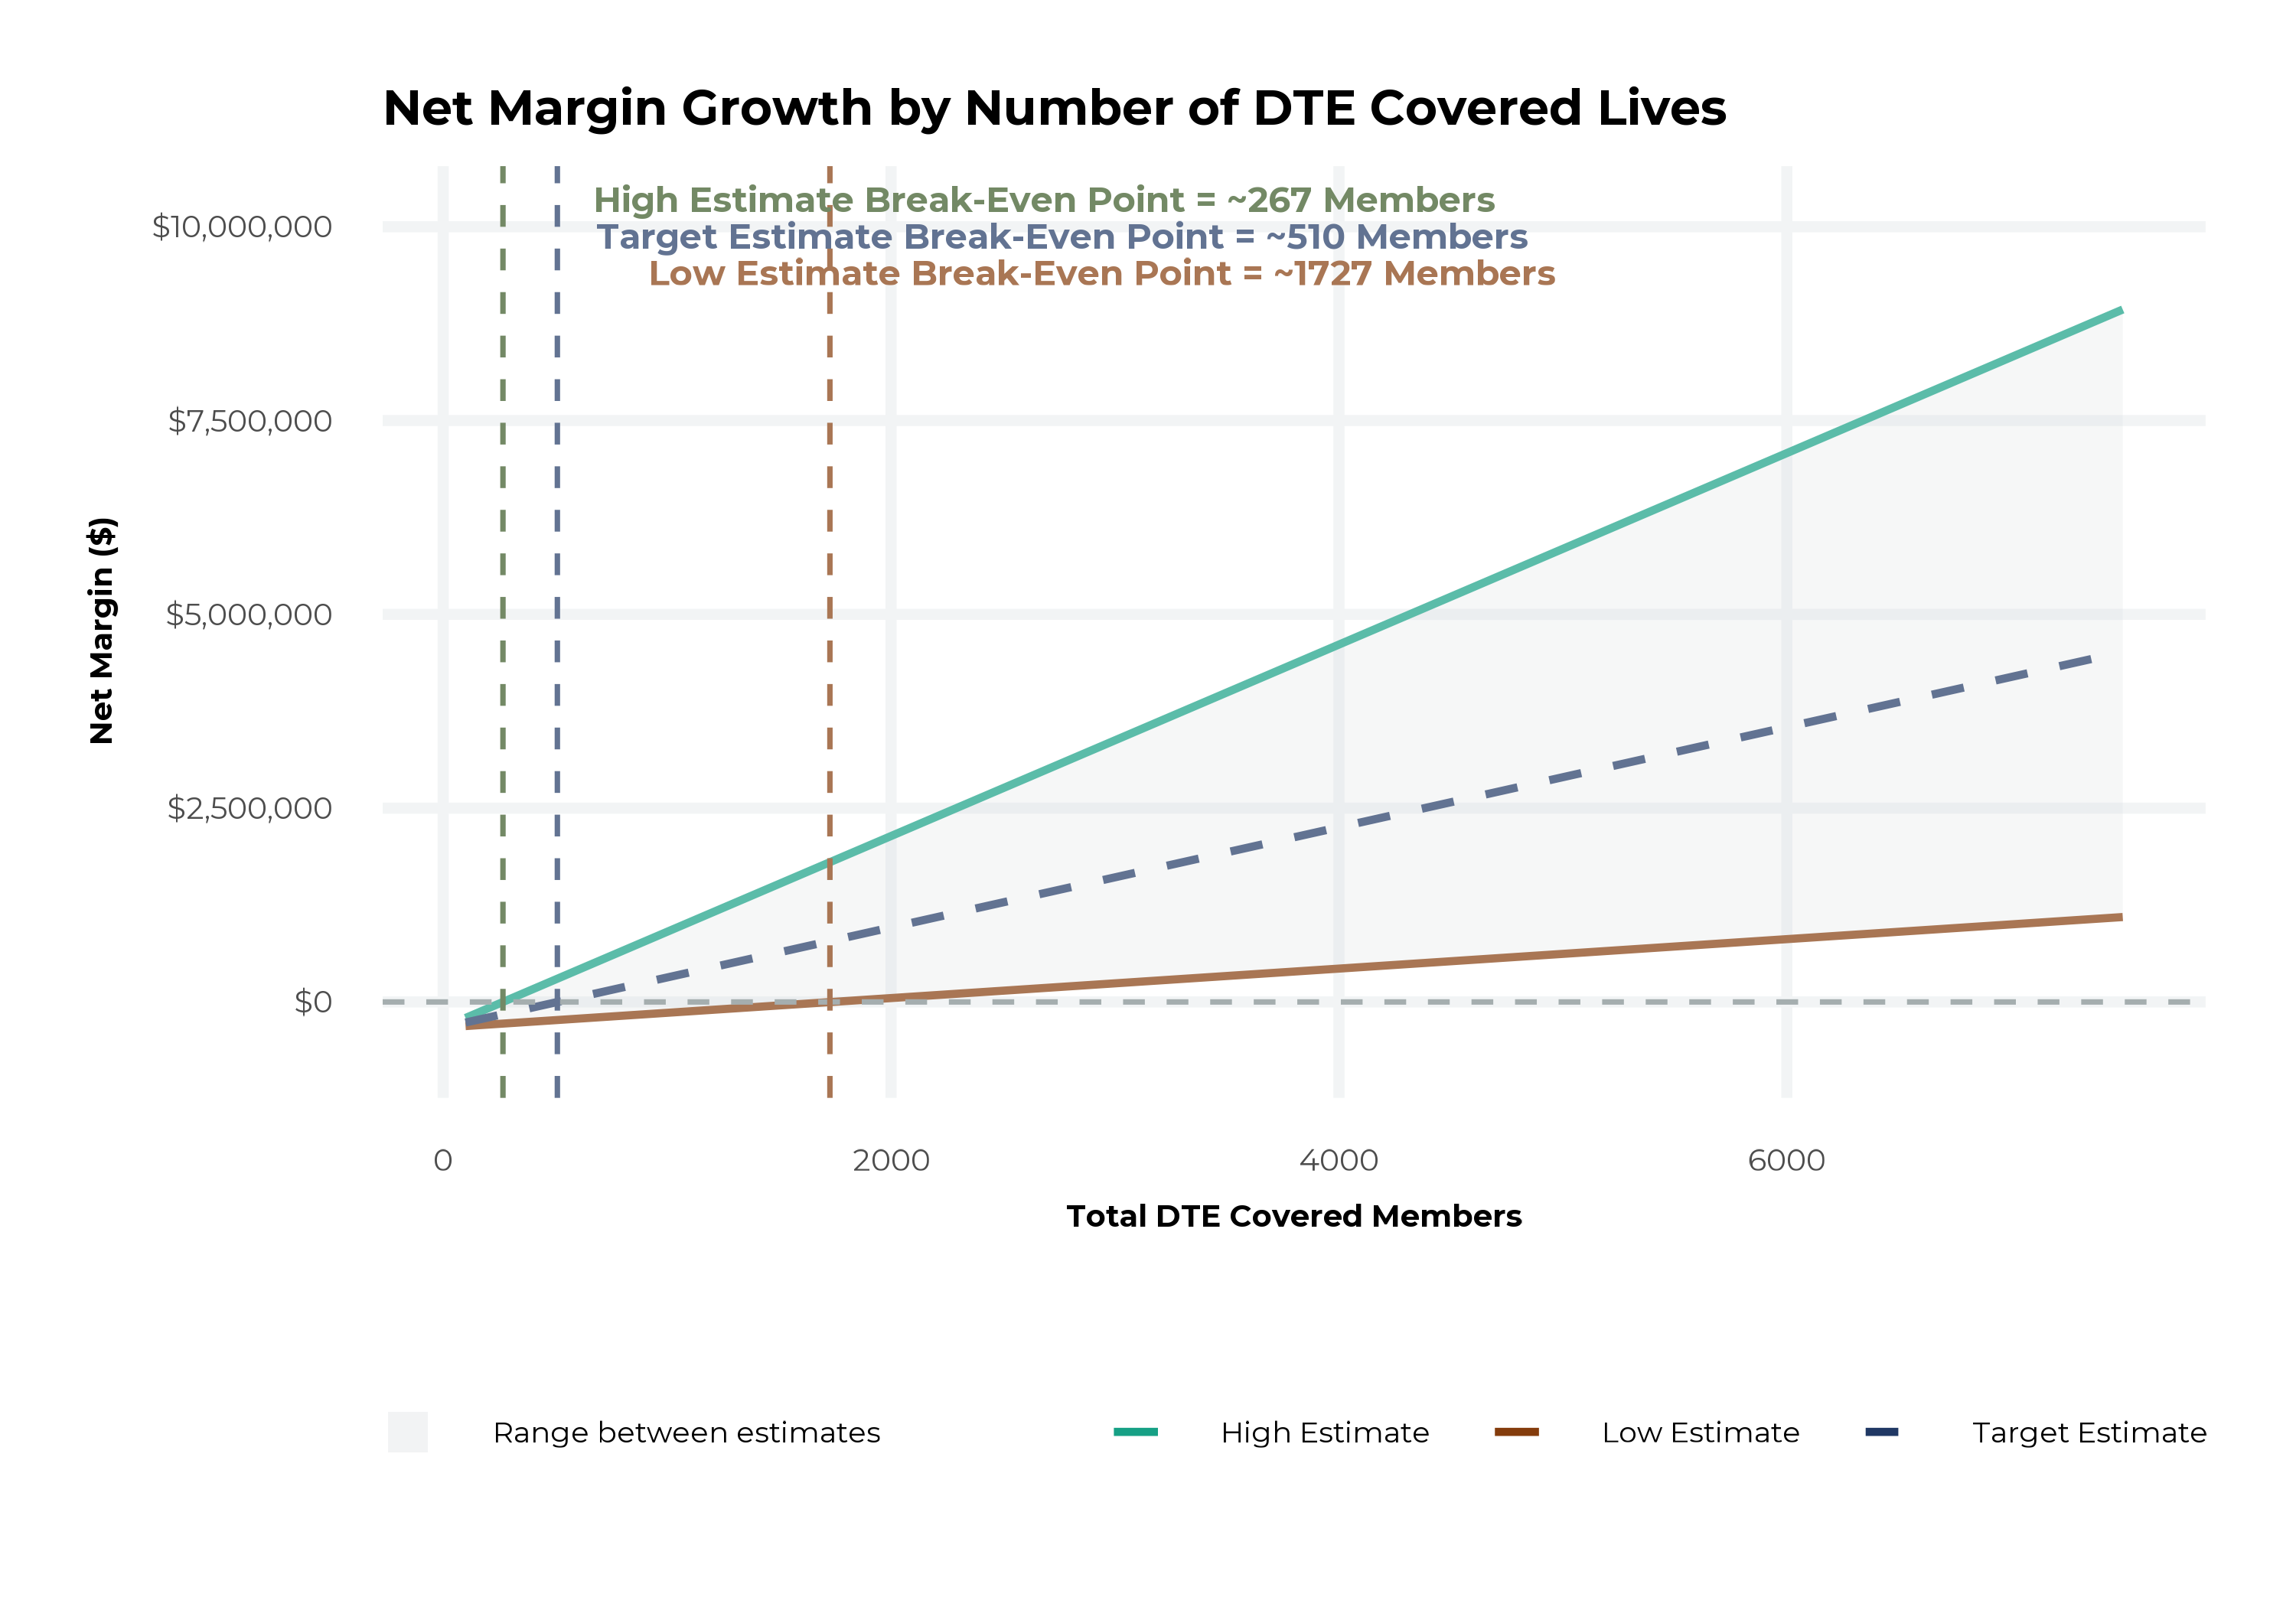 Net Margin Growth by Number of DTE Covered Lives
High Estimate Break-Even Point = ~267 Members
Target Estimate Break-Even Point = ~510 Members
Low Estimate Break-Even Point = ~1727 Members
$10,000,000
$7,500,000
$5,000,000
$2,500,000
$0
Net Margin ($)
0 2000 4000 6000
Total DTE Covered Members
Range between estimates High Estimate Low Estimate Target Estimate